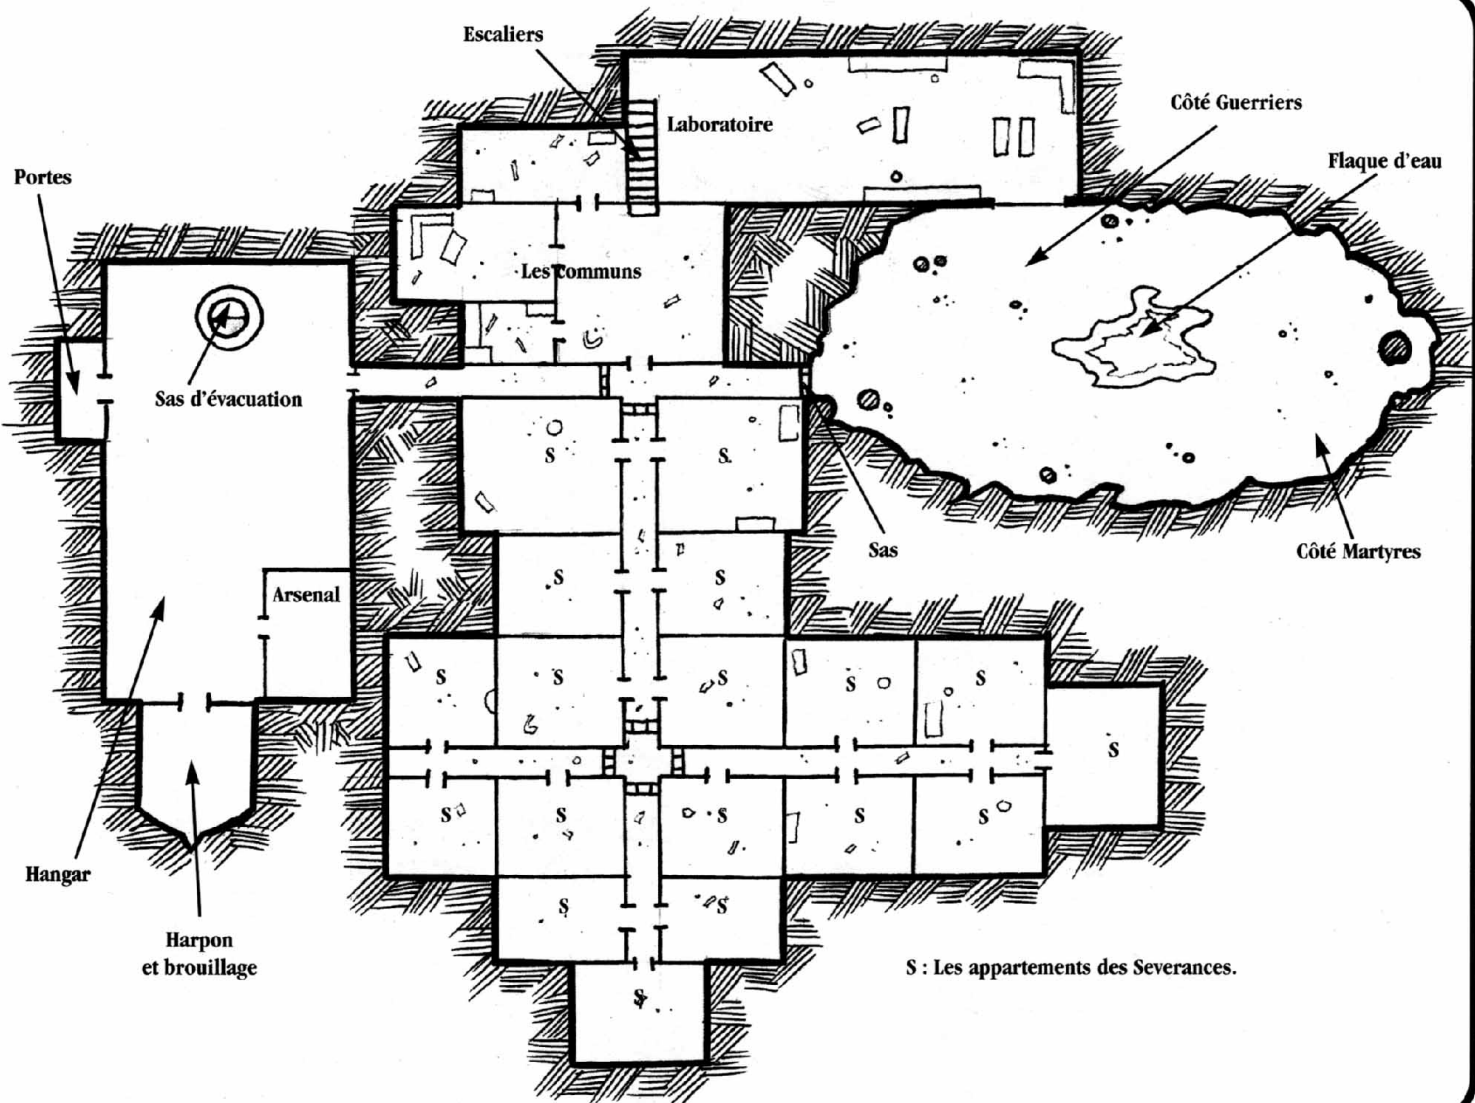 Escaliers
Côté Guerriers
Laboratoire
Flaque d'eau
Portes
Les communs
Sas d'évacuation
S
S.
Sas
Côté Martyres
S
S
Arsenal
S
S
S
S
S
S
S
S
S
S
S
Hangar
S
S
Harpon
et brouillage
S : Les appartements des Severances.
S